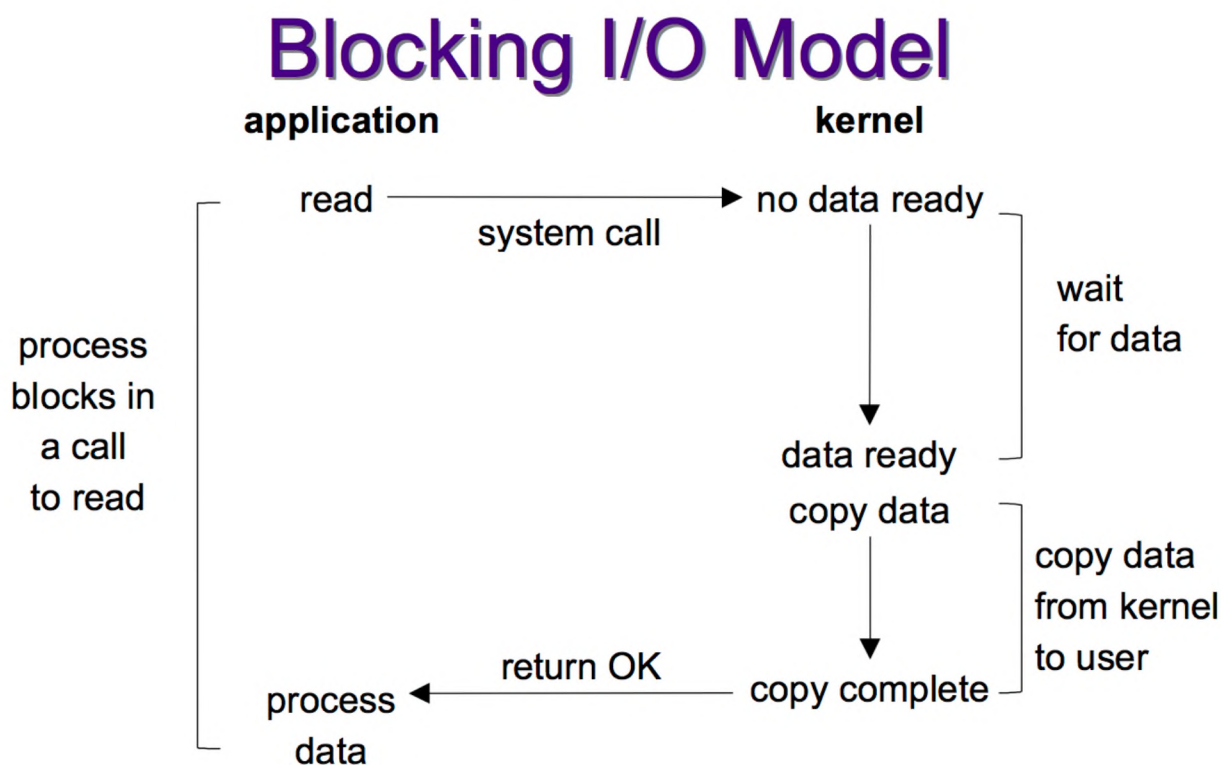 Blocking I/O Model
application
kernel
read
system call
no data ready
wait
for data
process
blocks in
a call
to read
data ready
copy data
copy data
from kernel
to user
return OK
copy complete
process
data